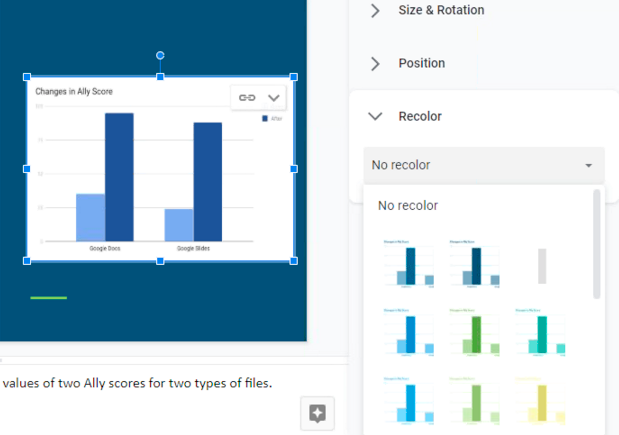 Size & Rotation
Position
Recolor
No recolor
No recolor
Changes in Ally Score
After
Google Docs
Google Slides
values of two Ally scores for two types of files.